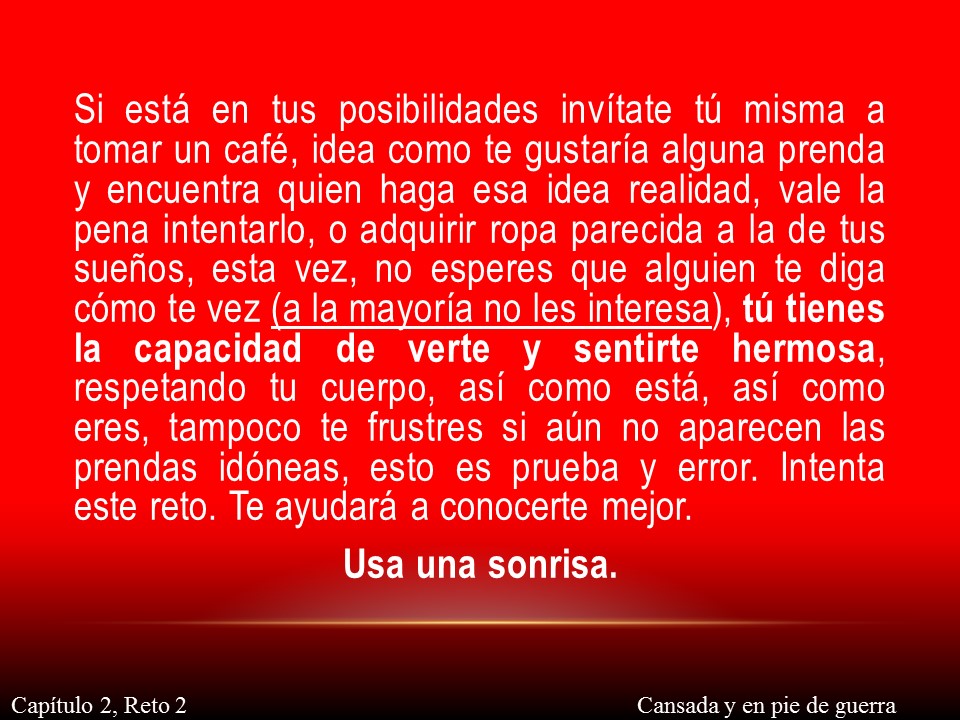 Si está en tus posibilidades invítate tú misma a
tomar un café, idea como te gustaría alguna prenda
y encuentra quien haga esa idea realidad, vale la
pena intentarlo, o adquirir ropa parecida a la de tus
sueños, esta vez, no esperes que alguien te diga
cómo te vez (a la mayoría no les interesa), tú tienes
la capacidad de verte y sentirte hermosa,
respetando tu cuerpo, así como está, así como
eres, tampoco te frustres si aún no aparecen las
prendas idóneas, esto es prueba y error. Intenta
este reto. Te ayudará a conocerte mejor.
Usa una sonrisa.
Capítulo 2, Reto 2
Cansada y en pie de guerra